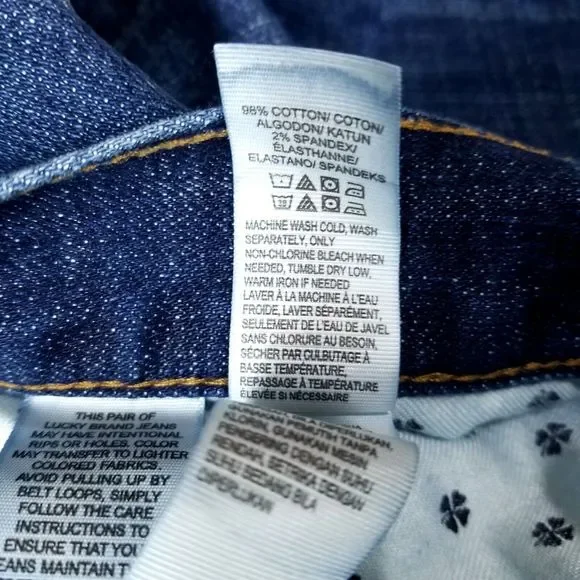 98% COTTON/ COTON/
ALGODON/ KATUN
2% SPANDEX/
ÉLASTHANNE/
ELASTANO/ SPANDEKS
MACHINE WASH COLD, WASH
SEPARATELY, ONLY
NON-CHLORINE BLEACH WHEN
NEEDED, TUMBLE DRY LOW,
WARM IRON IF NEEDED
LAVER À LA MACHINE À L'EAU
FROIDE, LAVER SÉPARÉMENT,
SEULEMENT DE L'EAU DE JAVEL
SANS CHLORURE AU BESOIN,
SÉCHER PAR CULBUTAGE À
BASSE TEMPÉRATURE,
REPASSAGE À TEMPÉRATURE
ÉLEVÉE SI NÉCESSAIRE
THIS PAIR OF
LUCKY BRAND JEANS
MAY HAVE INTENTIONAL
RIPS OR HOLES. COLOR
MAY TRANSFER TO LIGHTER
COLORED FABRICS.
AVOID PULLING UP BY
BELT LOOPS, SIMPLY
FOLLOW THE CARE
INSTRUCTIONS TO
ENSURE THAT YOU
EANS MAINTAIN T
PEMUTIH TANPA
KLORIN, GUNAKAN MESIN
PENGERING DENGAN SUHU
RENDAH, SETRIKA DENGAN
SUHU SEDANG BILA
DIPERLUKAN